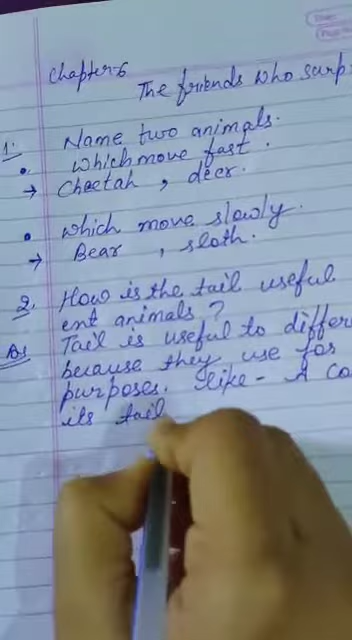 Chapter-6
The friends who surp
1. Name two animals.
• which move fast.
→ Cheetah, deer.
• which move slowly.
→ Bear, sloth.
2. How is the tail useful
ent animals?
Ans Tail is useful to differ
because they use for
purposes. like - A Co
its tail